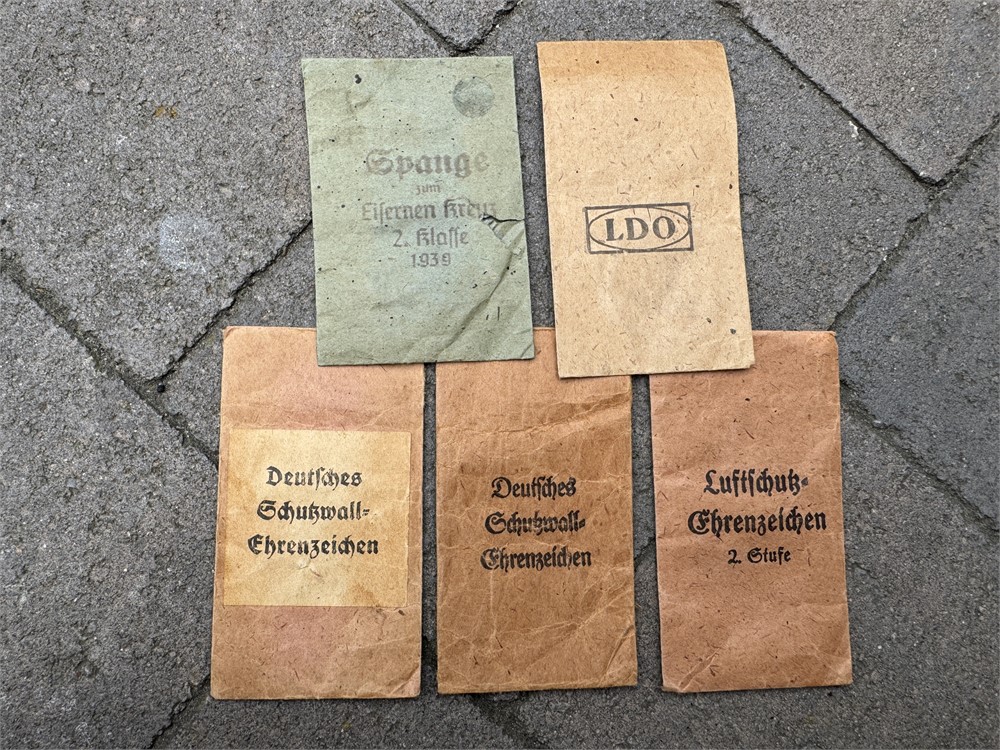 Spange
zum
Eisernen Kreuz
2. Klasse
1939
LDO
Deutsches
Schutzwall-
Ehrenzeichen
Deutsches
Schutzwall-
Ehrenzeichen
Luftschutz-
Ehrenzeichen
2. Stufe